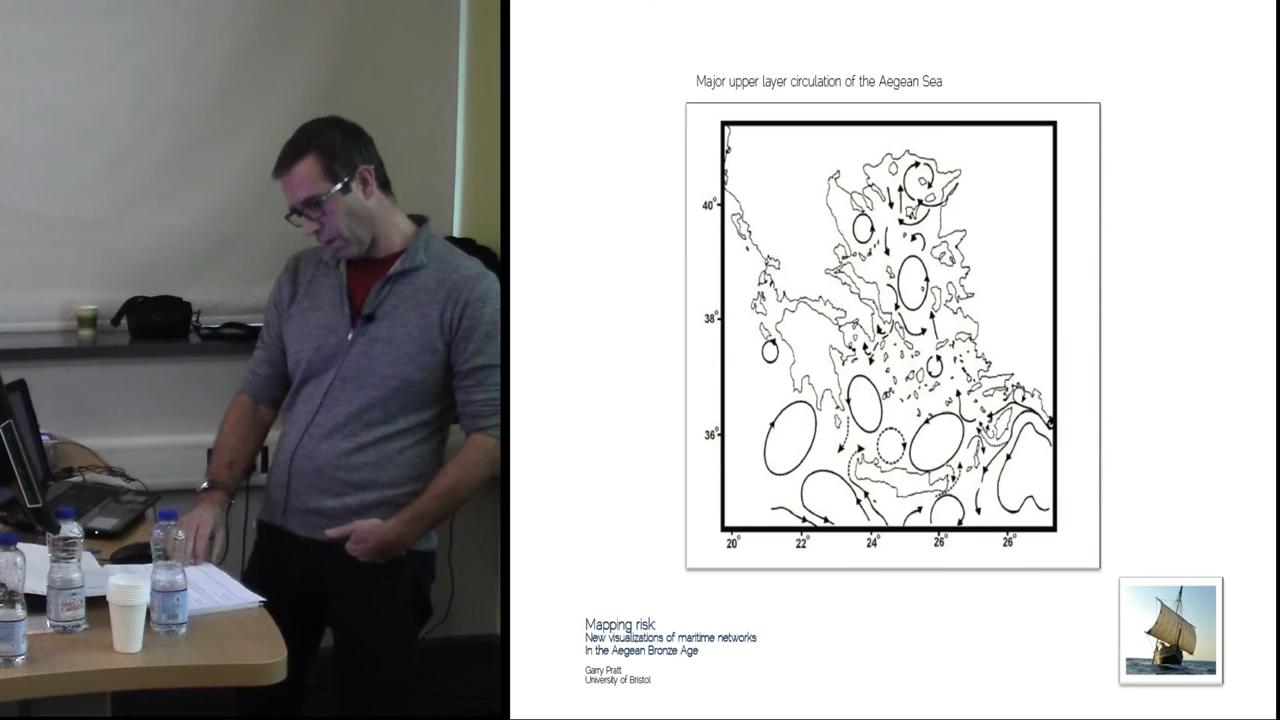 Major upper layer circulation of the Aegean Sea
40°
38°
36°
20°
22°
24°
26°
26°
Mapping risk:
New visualizations of maritime networks
In the Aegean Bronze Age
Garry Pratt
University of Bristol